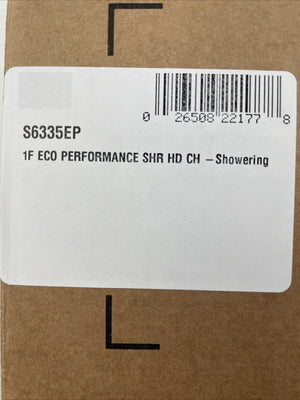 0 26508 22177 8
S6335EP
1F ECO PERFORMANCE SHR HD CH – Showering